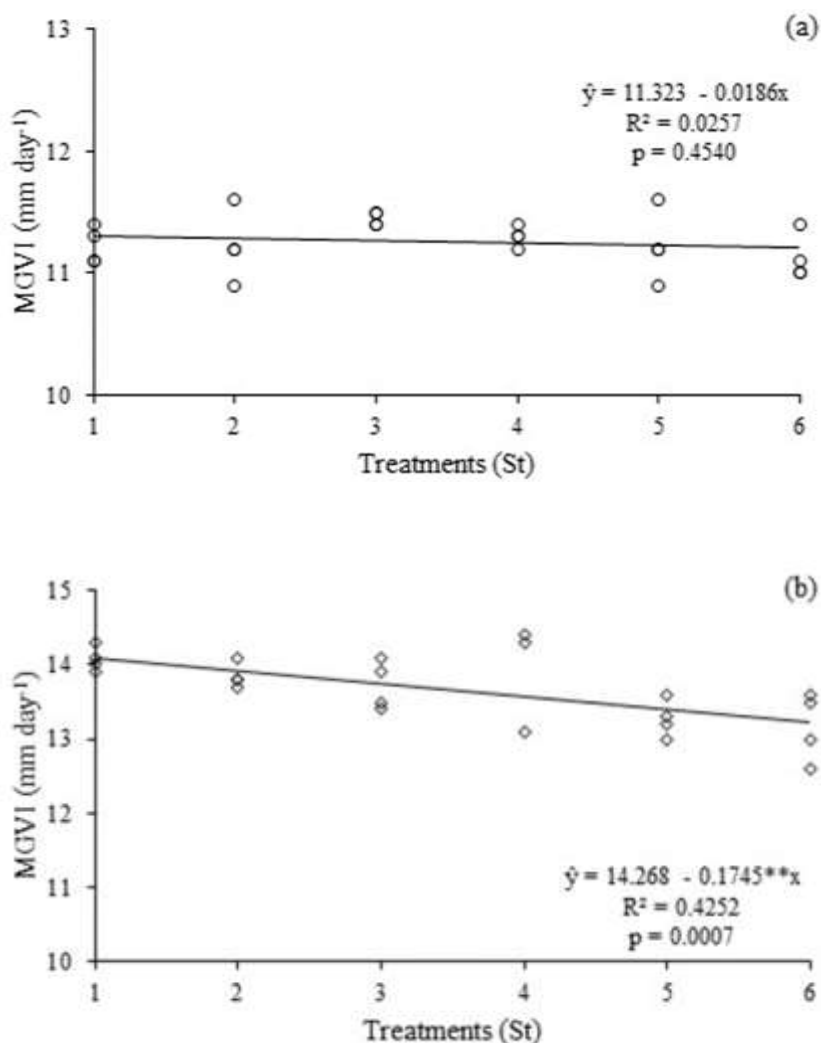 (a)
13
12
11
10
MGVI (mm day⁻¹)
ŷ = 11.323 - 0.0186x
R² = 0.0257
p = 0.4540
1 2 3 4 5 6
Treatments (St)
(b)
15
14
13
12
11
10
MGVI (mm day⁻¹)
ŷ = 14.268 - 0.1745**x
R² = 0.4252
p = 0.0007
1 2 3 4 5 6
Treatments (St)